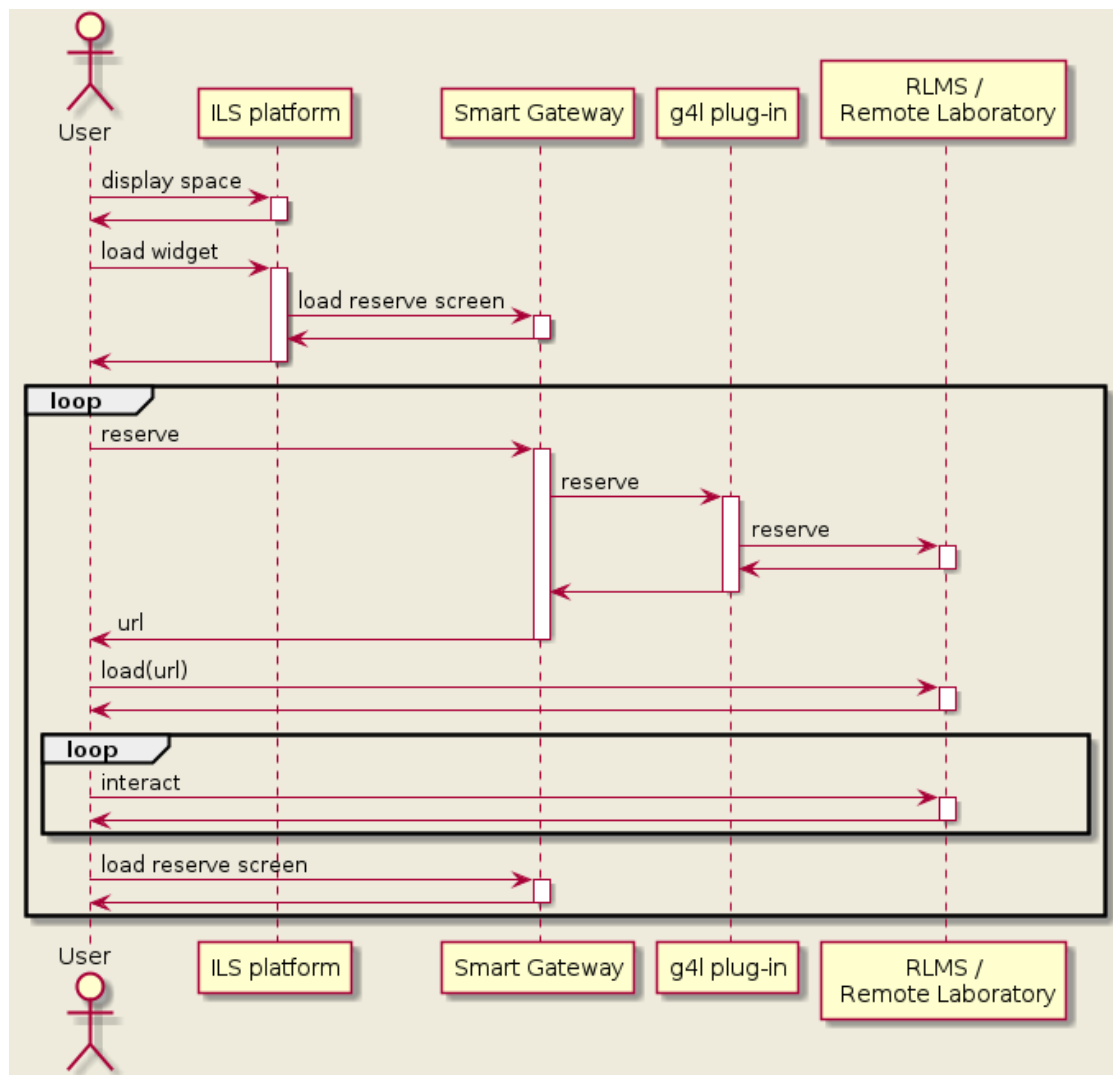 User
ILS platform
Smart Gateway
g4l plug-in
RLMS /
Remote Laboratory
display space
load widget
load reserve screen
loop
reserve
reserve
reserve
url
load(url)
loop
interact
load reserve screen
User
ILS platform
Smart Gateway
g4l plug-in
RLMS /
Remote Laboratory